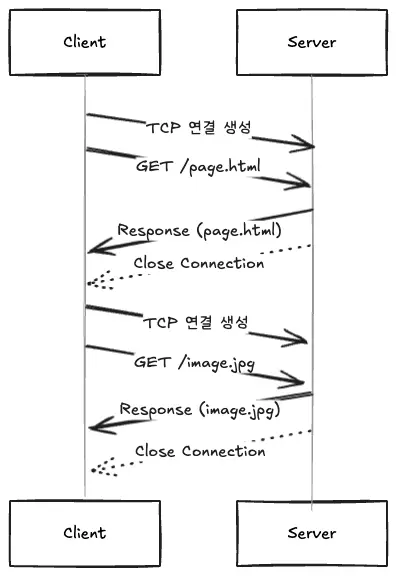 Client
Server
TCP 연결 생성
GET /page.html
Response (page.html)
Close Connection
TCP 연결 생성
GET /image.jpg
Response (image.jpg)
Close Connection
Client
Server